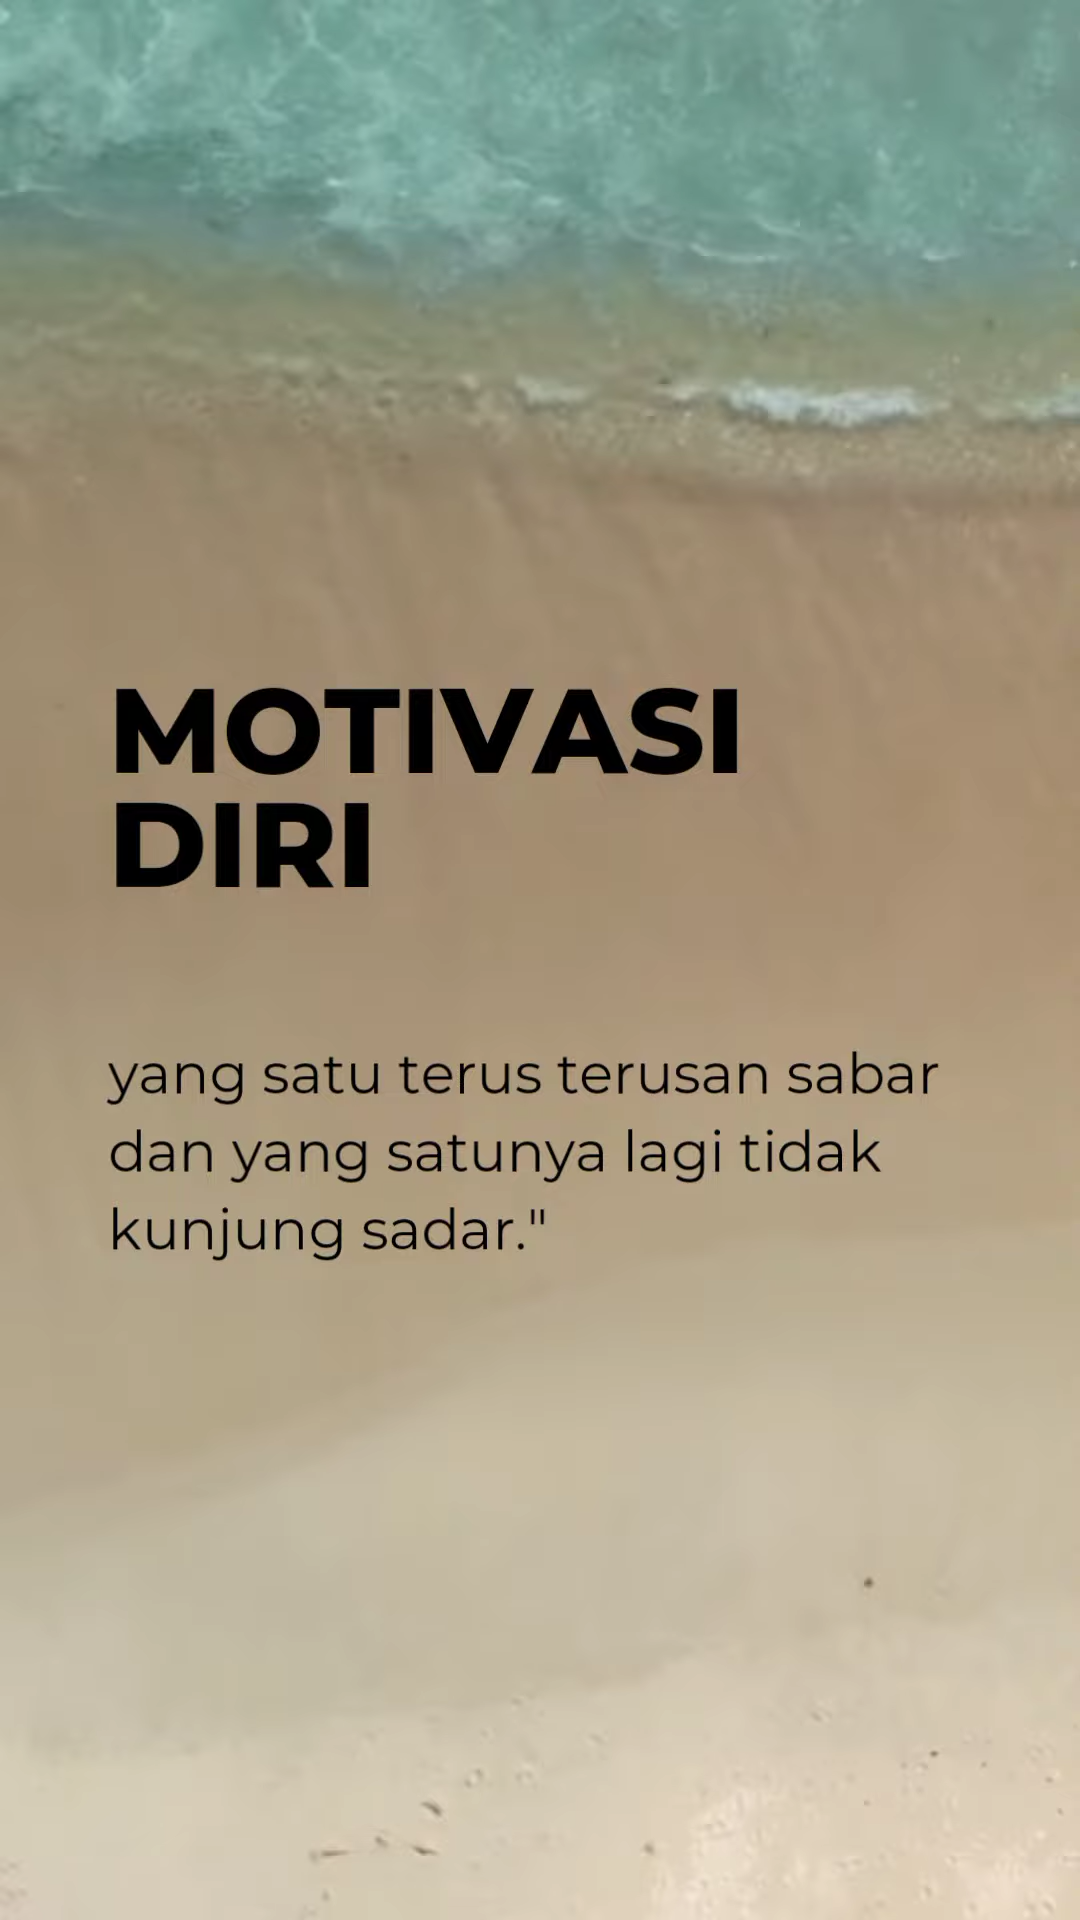 MOTIVASI
DIRI
yang satu terus terusan sabar
dan yang satunya lagi tidak
kunjung sadar."